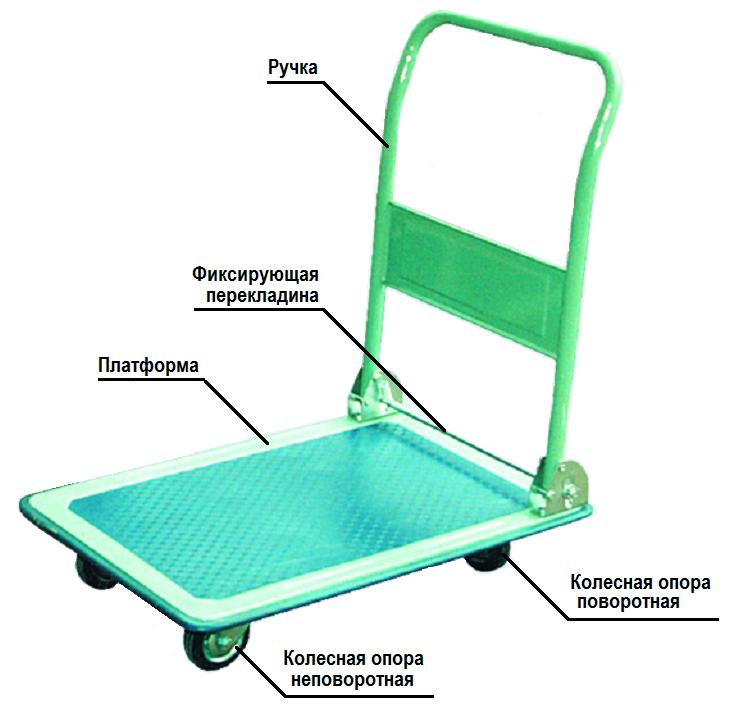 Ручка
Фиксирующая
перекладина
Платформа
Колесная опора
поворотная
Колесная опора
неповоротная